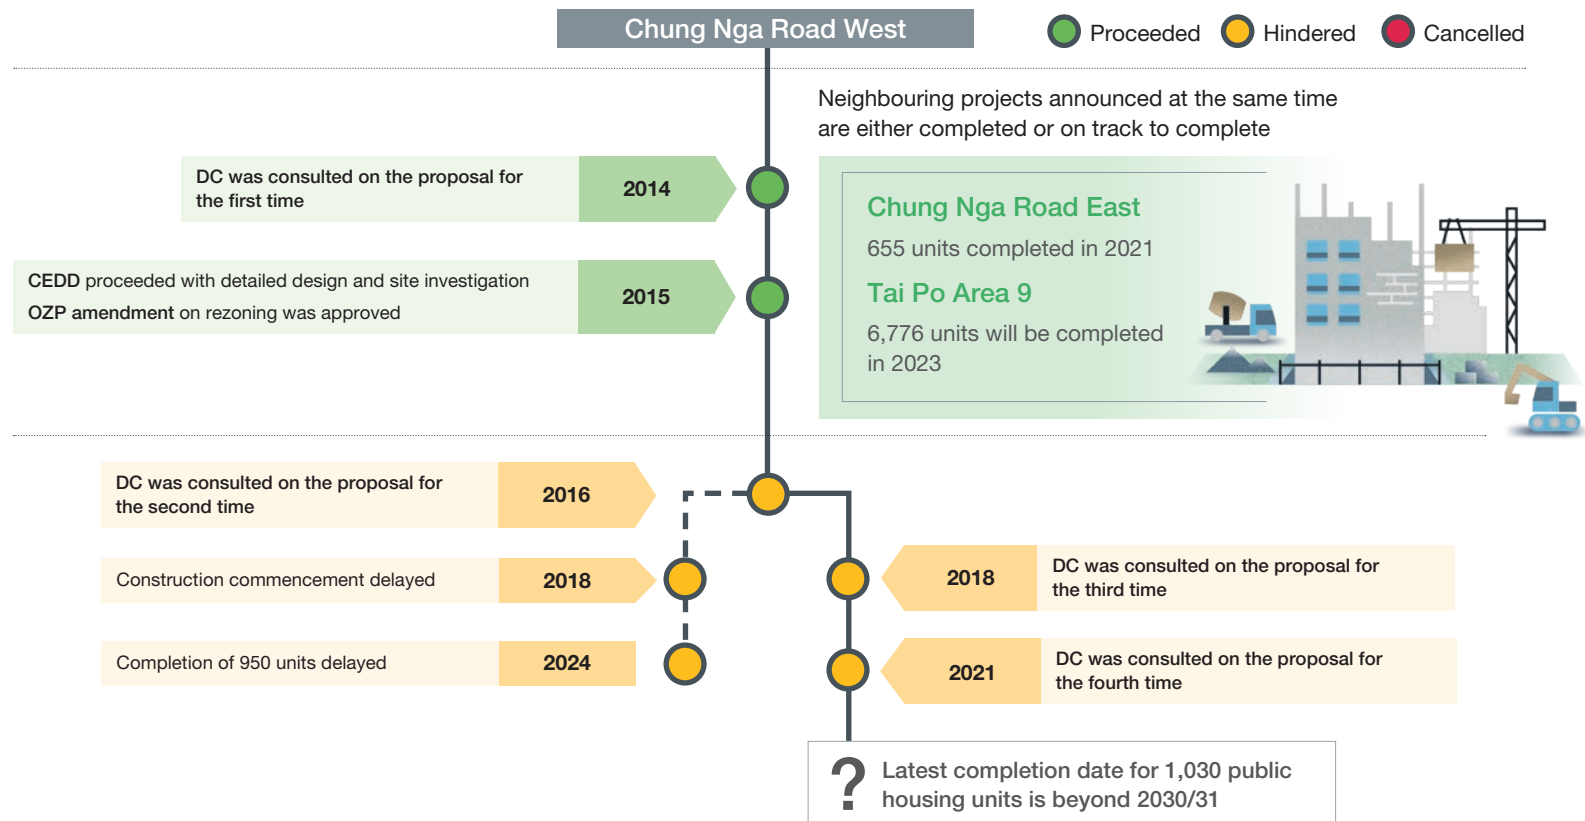 Chung Nga Road West
Proceeded
Hindered
Cancelled
Neighbouring projects announced at the same time
are either completed or on track to complete
DC was consulted on the proposal for
the first time
2014
CEDD proceeded with detailed design and site investigation
OZP amendment on rezoning was approved
2015
Chung Nga Road East
655 units completed in 2021
Tai Po Area 9
6,776 units will be completed
in 2023
DC was consulted on the proposal for
the second time
2016
Construction commencement delayed
2018
Completion of 950 units delayed
2024
2018
DC was consulted on the proposal for
the third time
2021
DC was consulted on the proposal for
the fourth time
?
Latest completion date for 1,030 public
housing units is beyond 2030/31